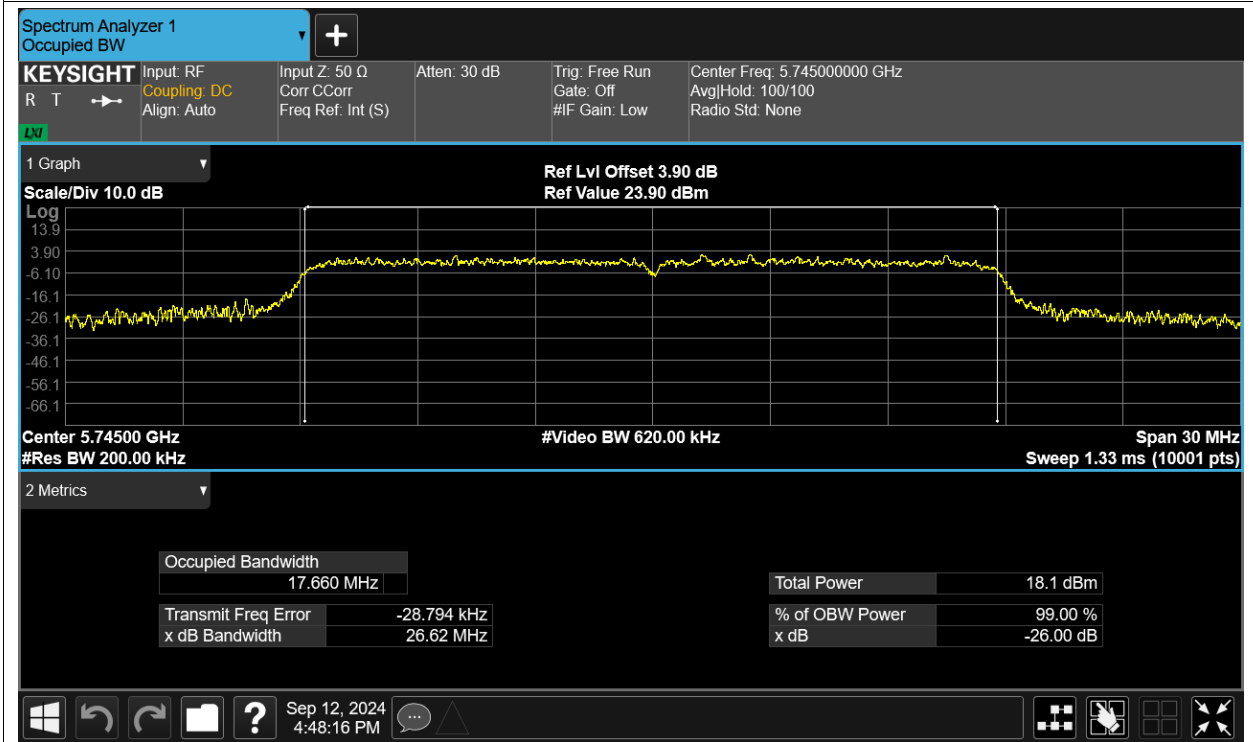 Spectrum Analyzer 1
Occupied BW
KEYSIGHT
R T
LXI
Input: RF
Coupling: DC
Align: Auto
Input Z: 50 Ω
Corr CCorr
Freq Ref: Int (S)
Atten: 30 dB
Trig: Free Run
Gate: Off
#IF Gain: Low
Center Freq: 5.745000000 GHz
Avg|Hold: 100/100
Radio Std: None
1 Graph
Ref Lvl Offset 3.90 dB
Scale/Div 10.0 dB
Ref Value 23.90 dBm
Log
13.9
3.90
-6.10
-16.1
-26.1
-36.1
-46.1
-56.1
-66.1
Center 5.74500 GHz
#Video BW 620.00 kHz
Span 30 MHz
#Res BW 200.00 kHz
Sweep 1.33 ms (10001 pts)
2 Metrics
Occupied Bandwidth
17.660 MHz
Total Power 18.1 dBm
Transmit Freq Error -28.794 kHz
% of OBW Power 99.00 %
x dB Bandwidth 26.62 MHz
x dB -26.00 dB
?
Sep 12, 2024
4:48:16 PM